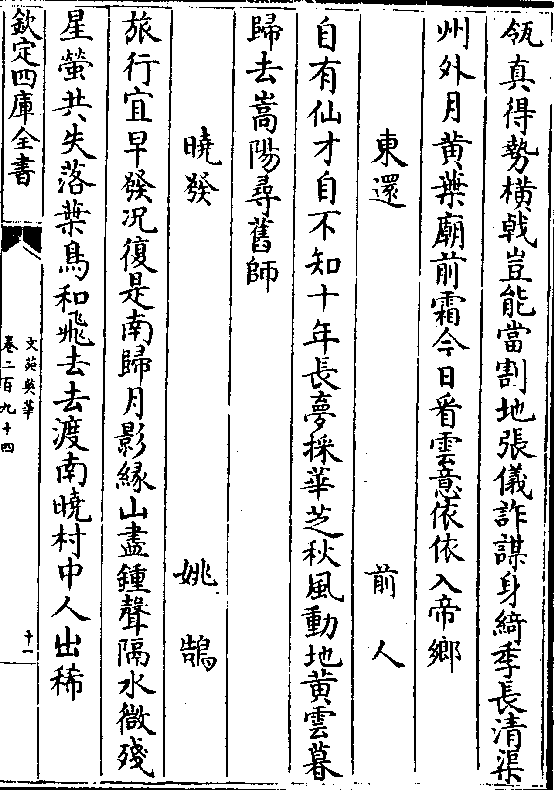 瓴真得勢橫戟豈能當割地張儀詐謀身綺季長清渠
州外月黄葉廟前霜今日看雲意依依入帝鄉
東還 前人
自有仙才自不知十年長夢採華芝秋風動地黄雲暮
歸去嵩陽尋舊師
曉發 姚鵠
旅行宜早發况復是南歸月影緣山盡鍾聲隔水微殘
星螢共失落葉鳥和飛去去渡南曉村中人出稀
欽定四庫全書
文苑英華
卷二百九十四
十一